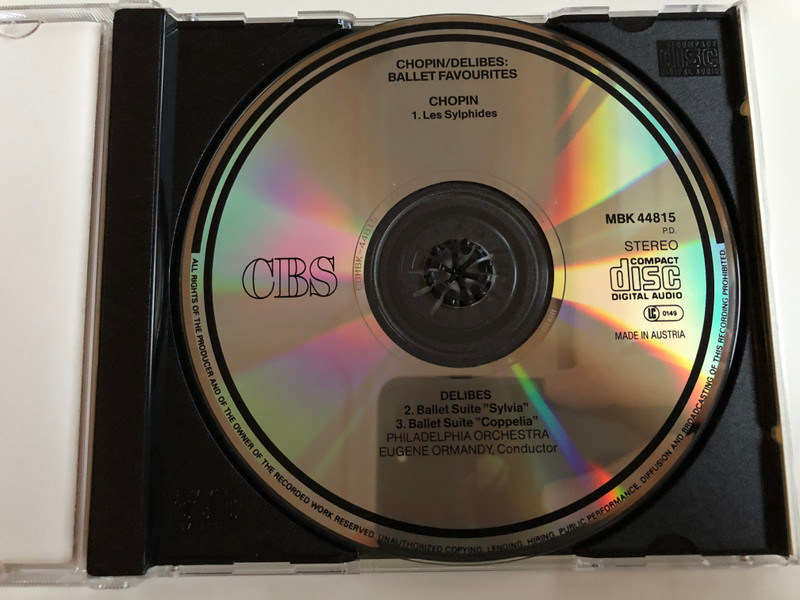 CHOPIN/DELIBES:
BALLET FAVOURITES
CHOPIN
1. Les Sylphides
COMPACT
disc
DIGITAL AUDIO
MBK 44815
P.D.
STEREO
CBS
COMPACT
disc
DIGITAL AUDIO
LC 0149
MADE IN AUSTRIA
DELIBES
2. Ballet Suite "Sylvia"
3. Ballet Suite "Coppelia"
PHILADELPHIA ORCHESTRA
EUGENE ORMANDY, Conductor
ALL RIGHTS OF THE PRODUCER AND OF THE OWNER OF THE RECORDED WORK RESERVED. UNAUTHORIZED COPYING, LENDING, HIRING, PUBLIC PERFORMANCE, DIFFUSION AND BROADCASTING OF THIS RECORDING PROHIBITED